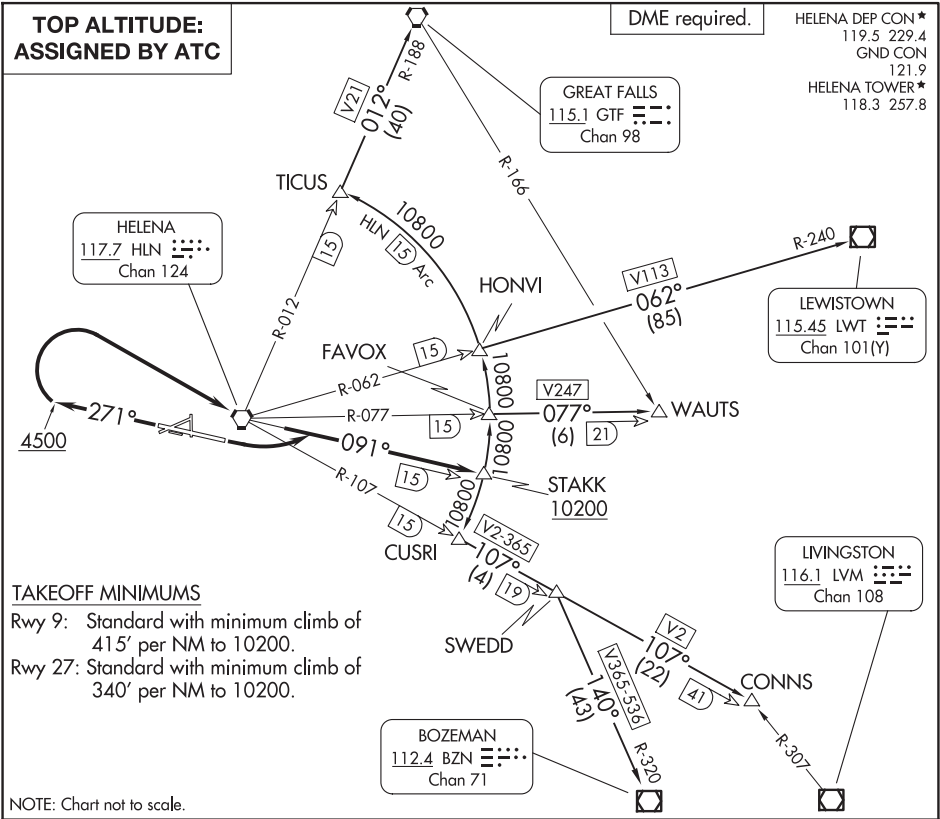 TOP ALTITUDE:
ASSIGNED BY ATC
DME required.
HELENA DEP CON★
119.5 229.4
GND CON
121.9
HELENA TOWER★
118.3 257.8
R-188
V21
012°
(40)
GREAT FALLS
115.1 GTF
Chan 98
R-166
TICUS
10800
HLN 15 Arc
HELENA
117.7 HLN
Chan 124
15
R-012
R-240
V113
062°
(85)
HONVI
LEWISTOWN
115.45 LWT
Chan 101(Y)
FAVOX
15
R-062
10800
271°
4500
R-077
15
V247
077°
(6)
21
WAUTS
091°
15
10800
STAKK
10200
R-107
15
10800
CUSRI
V2-365
107°
(4)
19
SWEDD
LIVINGSTON
116.1 LVM
Chan 108
V2
107°
(22)
41
CONNS
V365-536
140°
(43)
R-320
R-307
TAKEOFF MINIMUMS
Rwy 9: Standard with minimum climb of
415' per NM to 10200.
Rwy 27: Standard with minimum climb of
340' per NM to 10200.
BOZEMAN
112.4 BZN
Chan 71
NOTE: Chart not to scale.